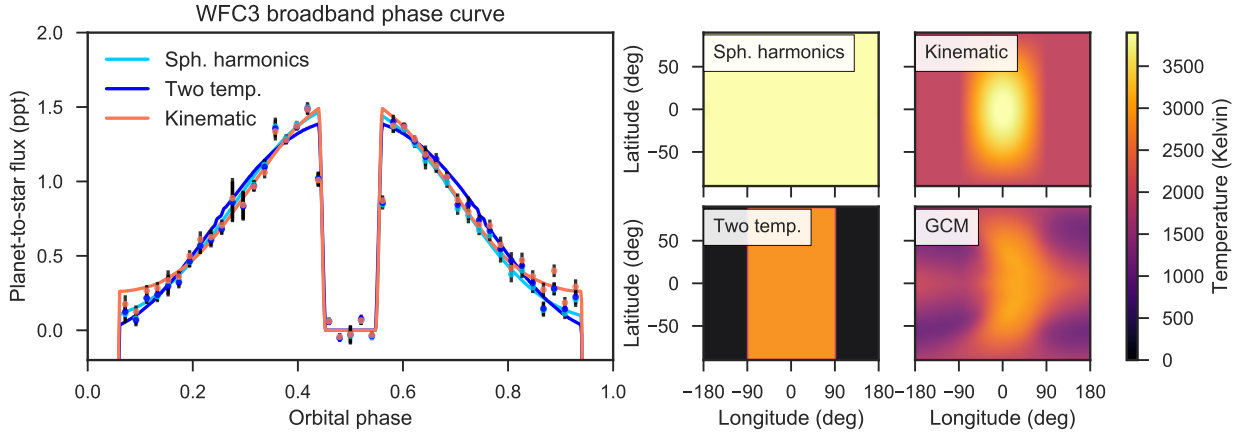 WFC3 broadband phase curve
Planet-to-star flux (ppt)
2.0
1.5
1.0
0.5
0.0
Sph. harmonics
Two temp.
Kinematic
0.0 0.2 0.4 0.6 0.8 1.0
Orbital phase
Latitude (deg)
50
0
−50
Sph. harmonics
Kinematic
Latitude (deg)
50
0
−50
Two temp.
GCM
−180 −90 0 90 180
Longitude (deg)
−180 −90 0 90 180
Longitude (deg)
3500
3000
2500
2000
1500
1000
500
0
Temperature (Kelvin)